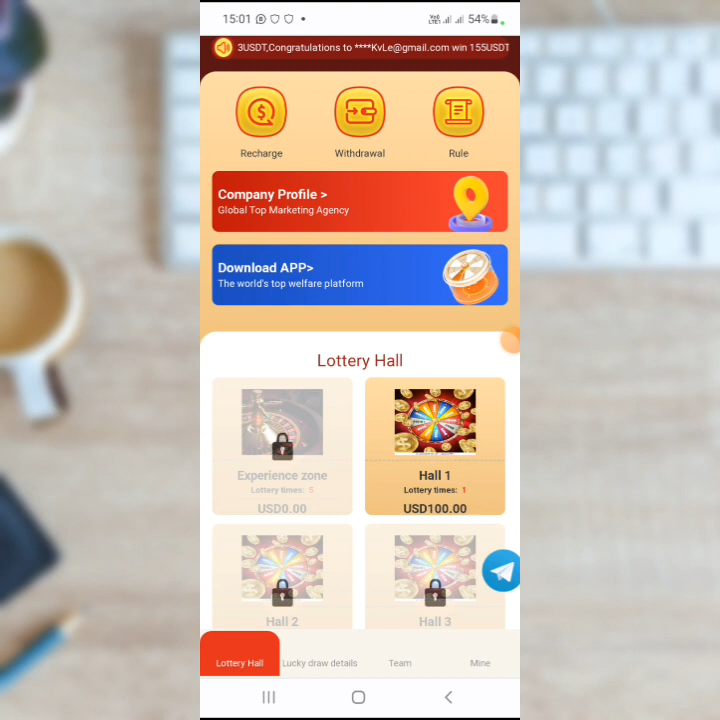 15:01
54%
3USDT,Congratulations to ****KvLe@gmail.com win 155USDT
Recharge
Withdrawal
Rule
Company Profile >
Global Top Marketing Agency
Download APP>
The world's top welfare platform
Lottery Hall
Experience zone
Lottery times: 5
USD0.00
Hall 1
Lottery times: 1
USD100.00
Hall 2
Hall 3
Lottery Hall
Lucky draw details
Team
Mine